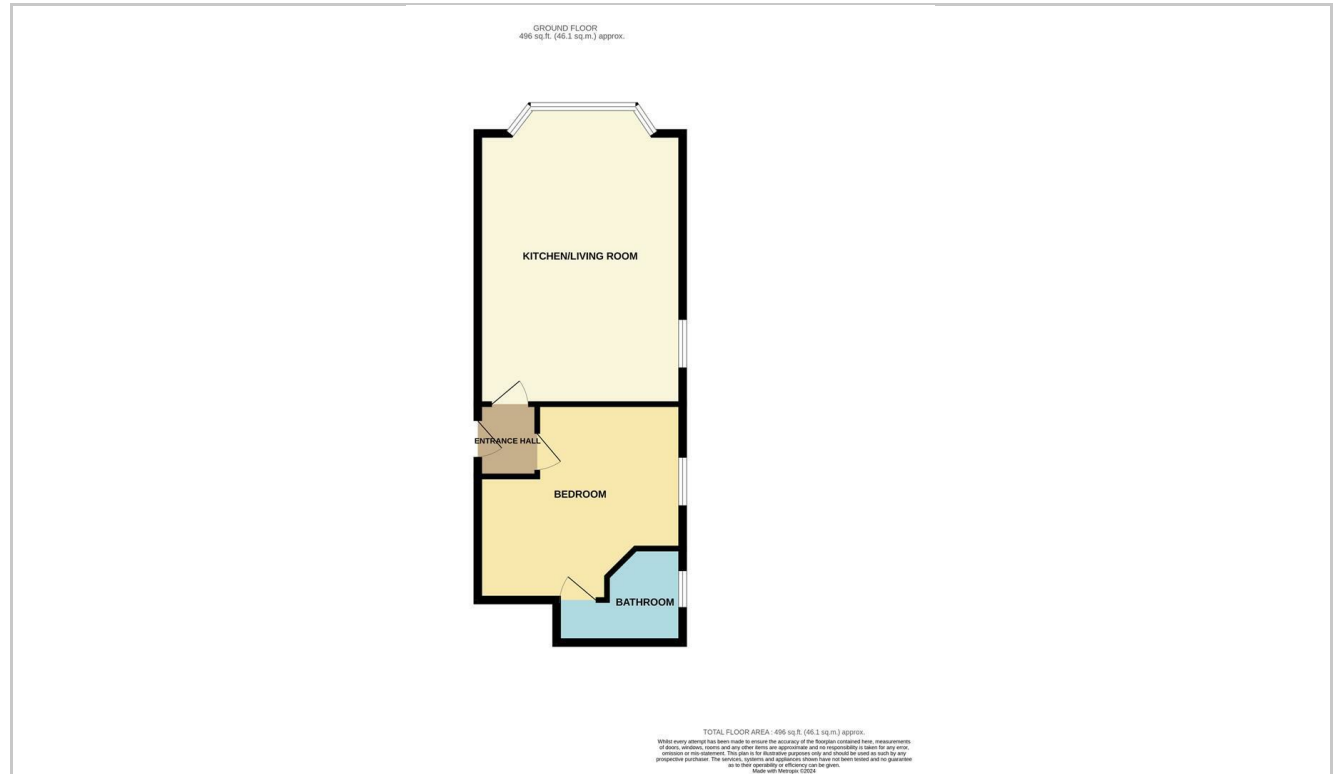 GROUND FLOOR
496 sq.ft. (46.1 sq.m.) approx.
KITCHEN/LIVING ROOM
ENTRANCE HALL
BEDROOM
BATHROOM
TOTAL FLOOR AREA : 496 sq.ft. (46.1 sq.m.) approx.
Whilst every attempt has been made to ensure the accuracy of the floorplan contained here, measurements
of doors, windows, rooms and any other items are approximate and no responsibility is taken for any error,
omission or mis-statement. This plan is for illustrative purposes only and should be used as such by any
prospective purchaser. The services, systems and appliances shown have not been tested and no guarantee
as to their operability or efficiency can be given.
Made with Metropix ©2024